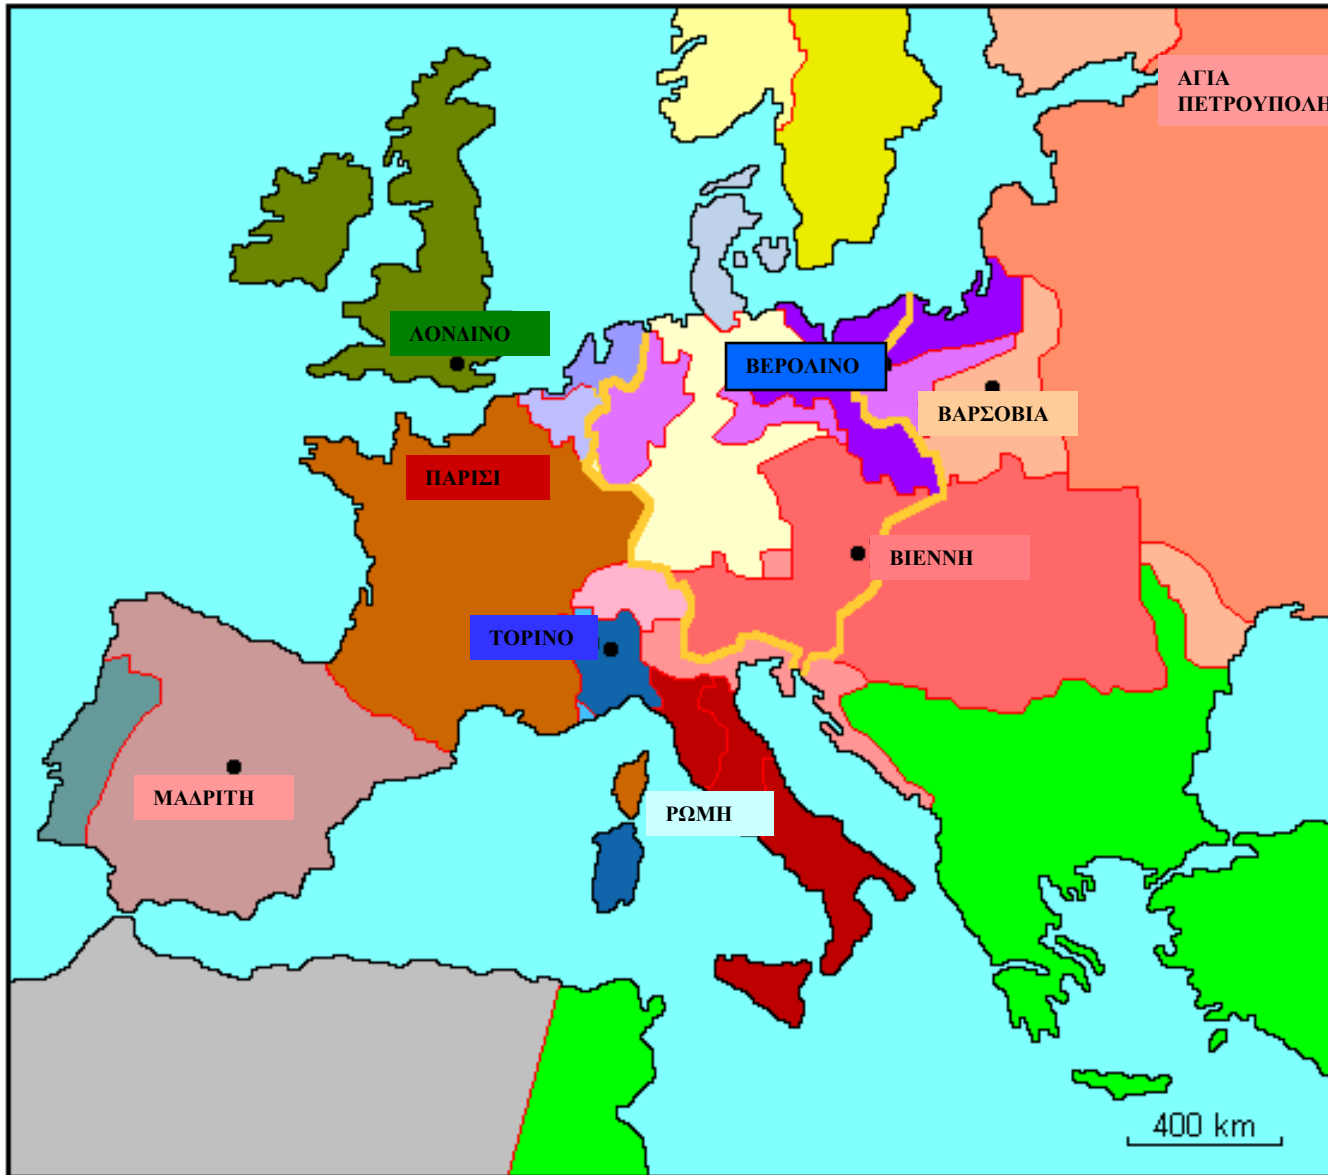 ΑΓΙΑ
ΠΕΤΡΟΥΠΟΛΗ
ΛΟΝΔΙΝΟ
ΒΕΡΟΛΙΝΟ
ΒΑΡΣΟΒΙΑ
ΠΑΡΙΣΙ
ΒΙΕΝΝΗ
ΤΟΡΙΝΟ
ΜΑΔΡΙΤΗ
ΡΩΜΗ
400 km